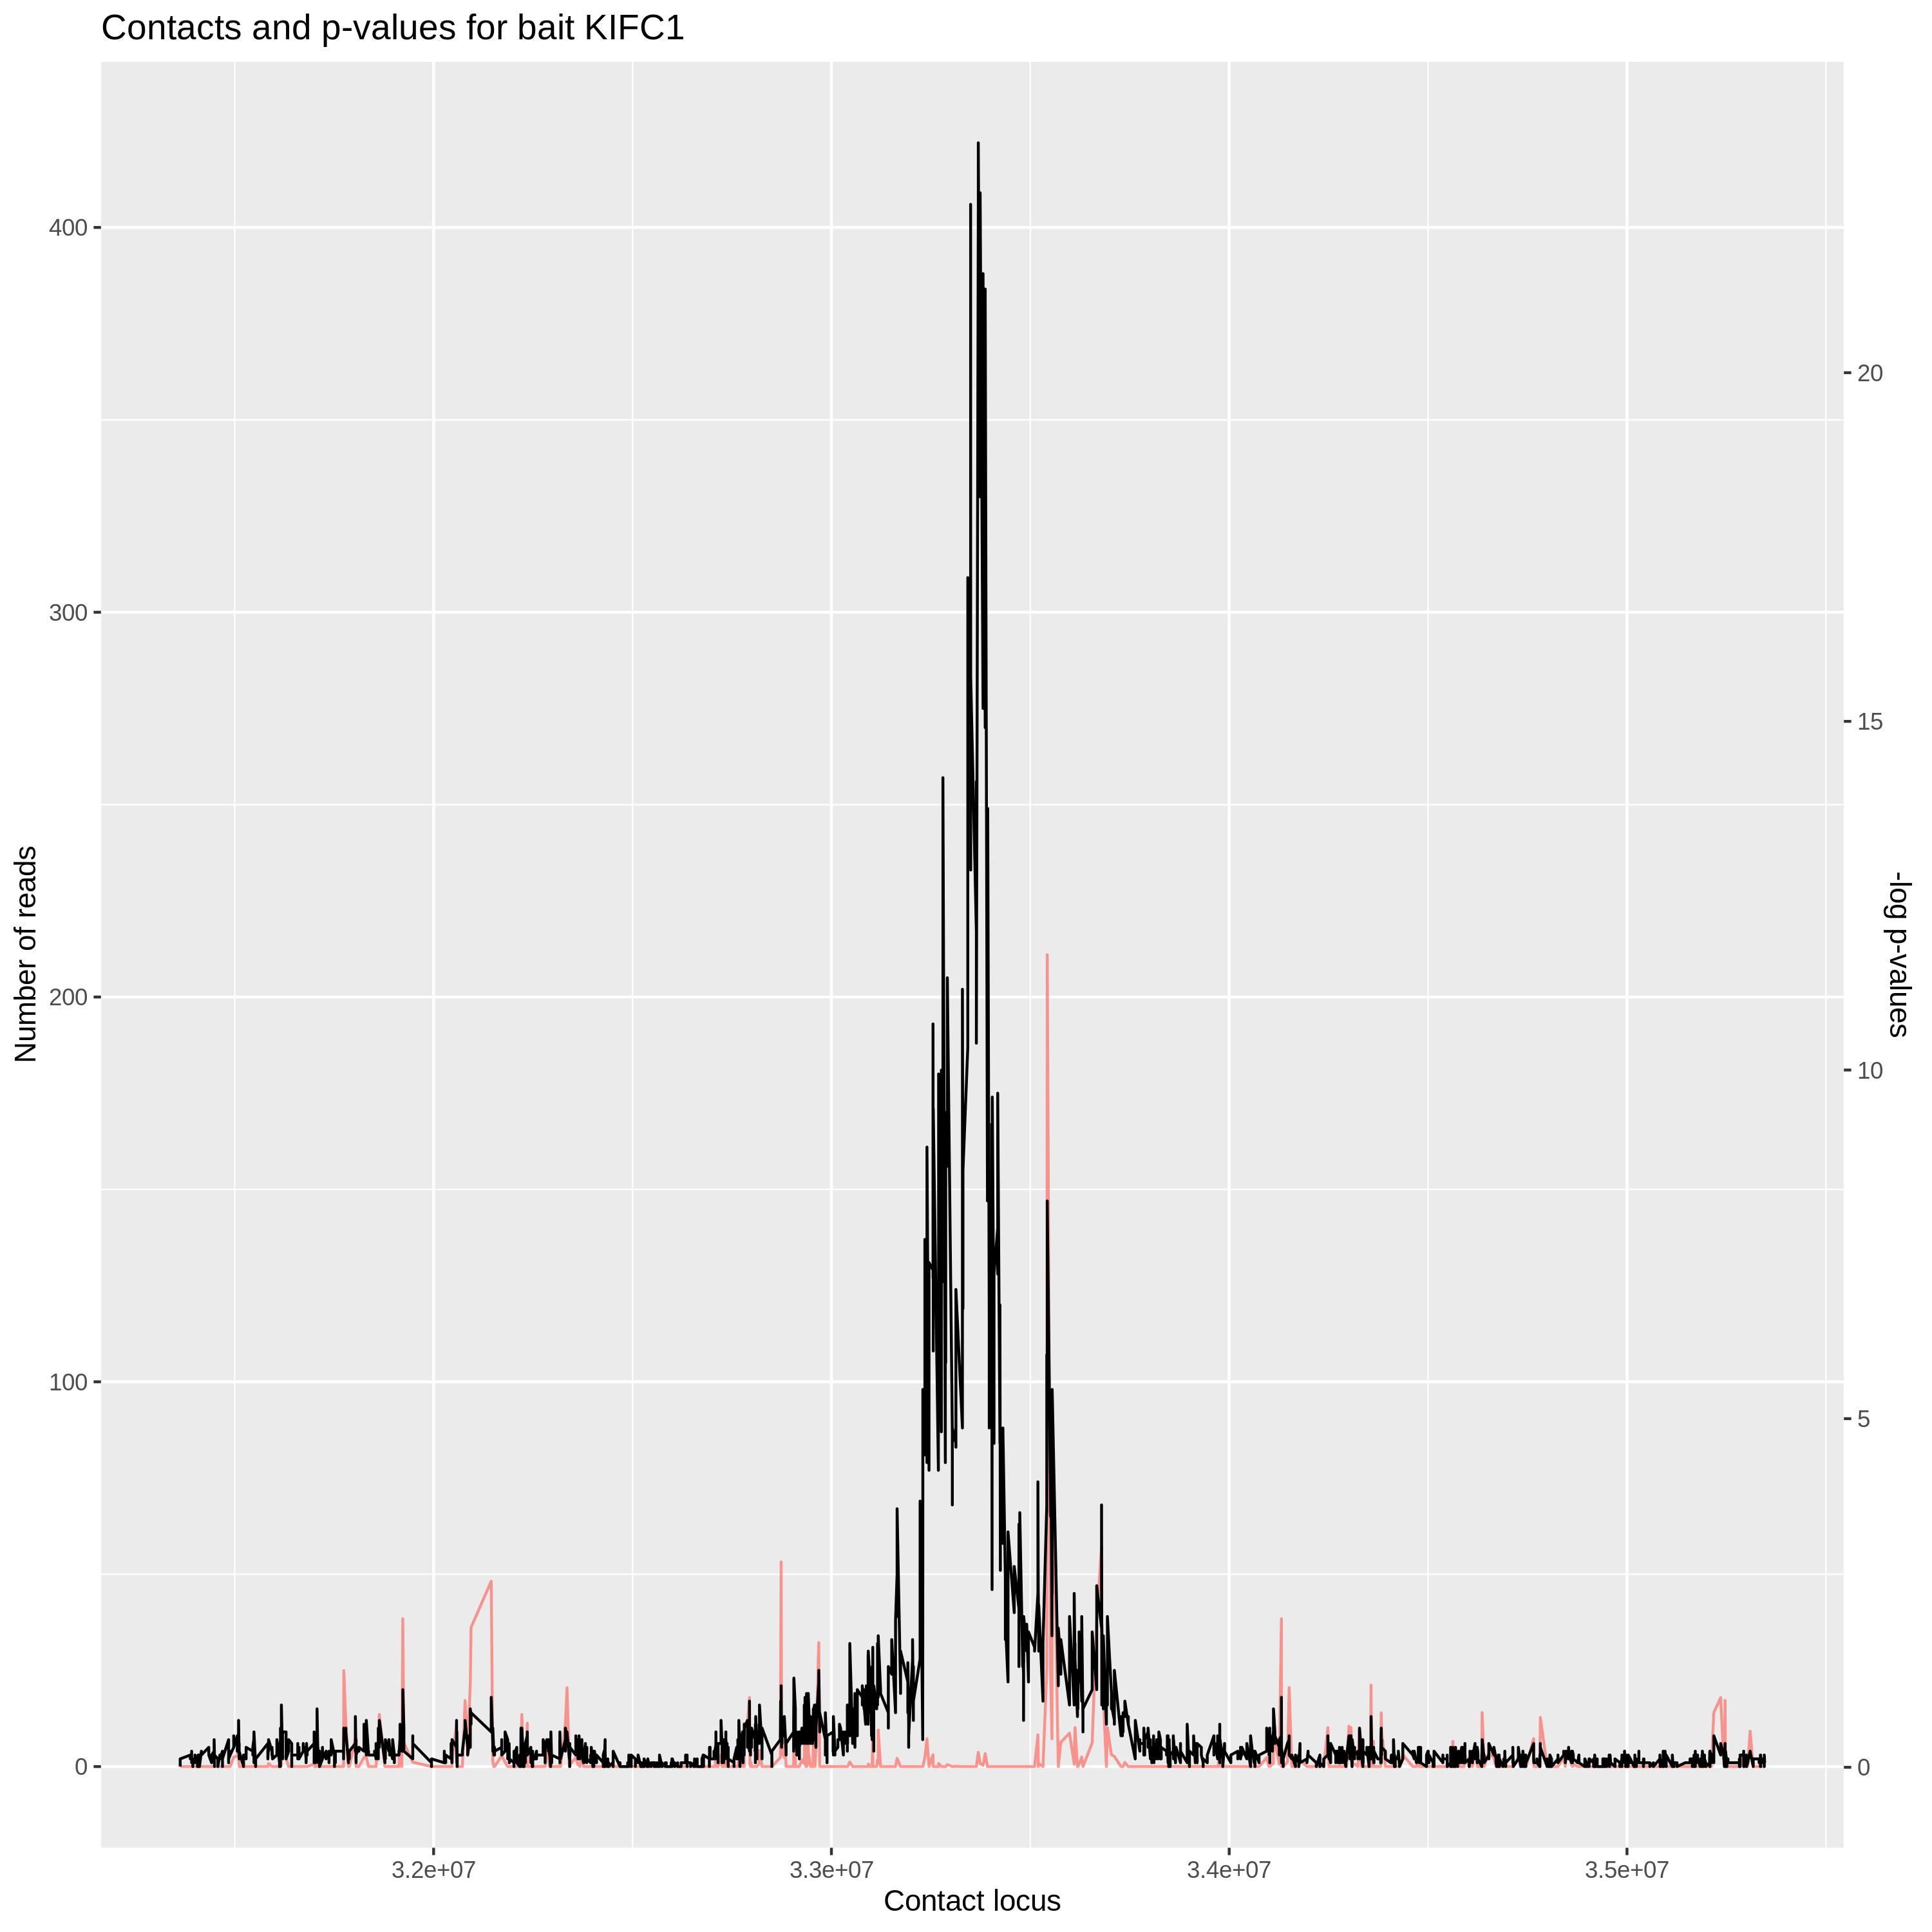 Contacts and p-values for bait KIFC1
400
300
200
100
0
Number of reads
20
15
10
5
0
-log p-values
3.2e+07 3.3e+07 3.4e+07 3.5e+07
Contact locus